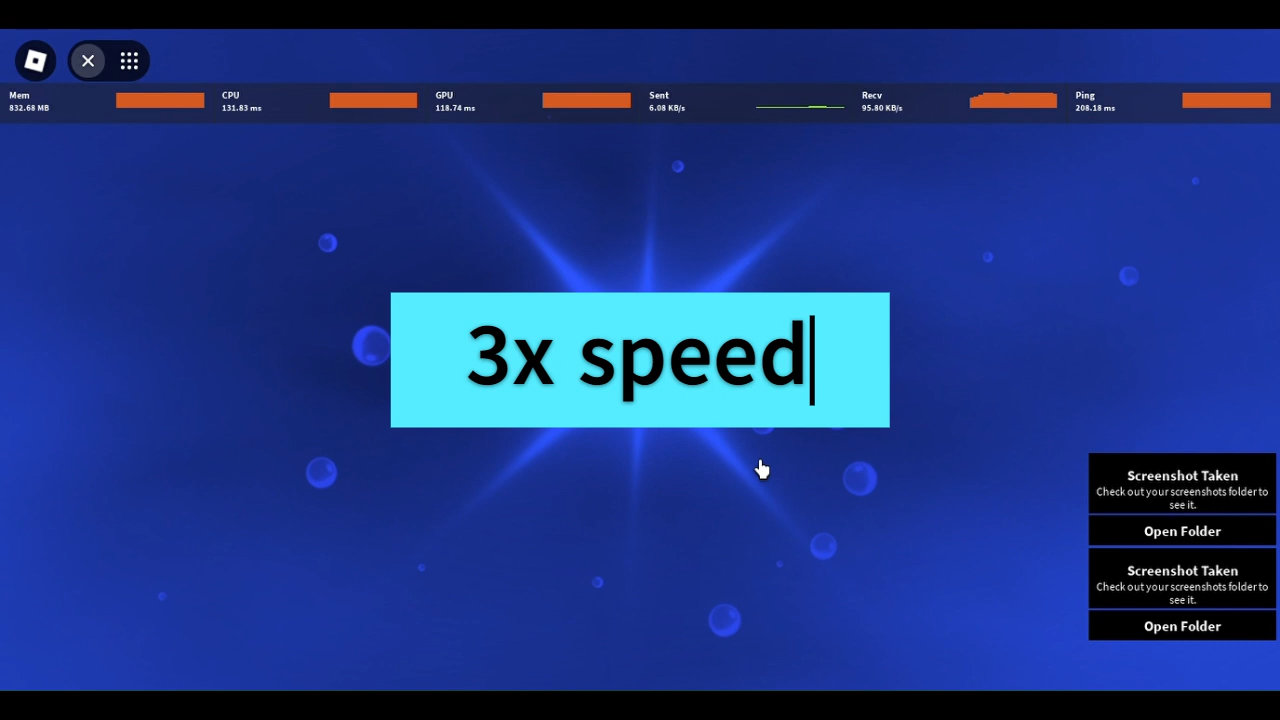 Mem
832.68 MB
CPU
131.83 ms
GPU
118.74 ms
Sent
6.08 KB/s
Recv
95.80 KB/s
Ping
208.18 ms
3x speed
Screenshot Taken
Check out your screenshots folder to
see it.
Open Folder
Screenshot Taken
Check out your screenshots folder to
see it.
Open Folder